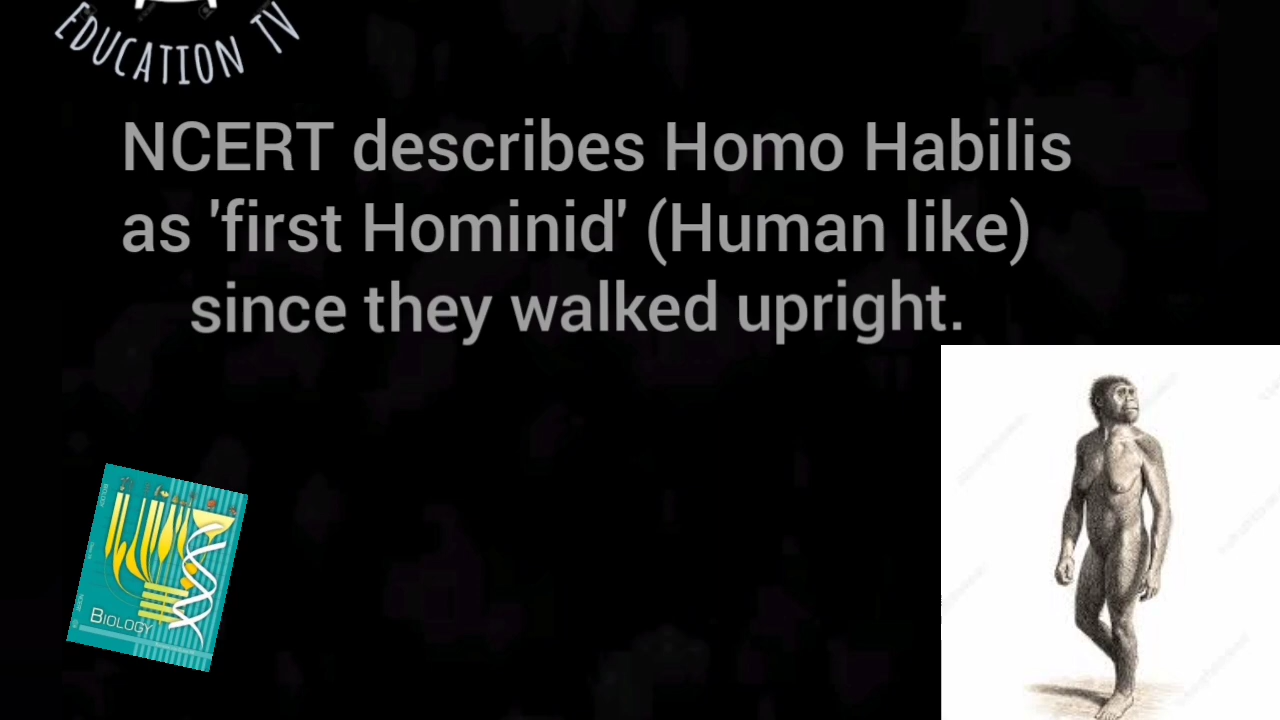 EDUCATION TV
NCERT describes Homo Habilis
as 'first Hominid' (Human like)
since they walked upright.
BIOLOGY